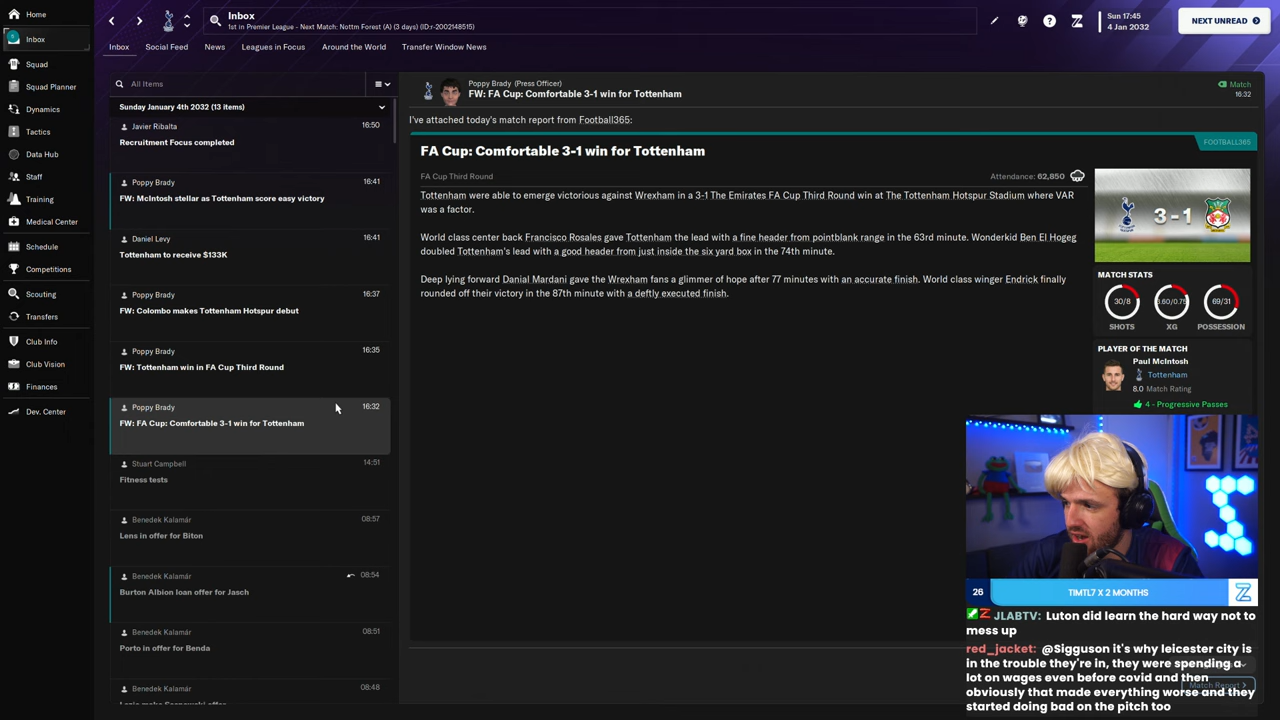 Home
Inbox
Squad
Squad Planner
Dynamics
Tactics
Data Hub
Staff
Training
Medical Center
Schedule
Competitions
Scouting
Transfers
Club Info
Club Vision
Finances
Dev. Center
Inbox
1st in Premier League - Next Match: Nottm Forest (A) (3 days) (ID:r-2002148515)
Sun 17:45
4 Jan 2032
NEXT UNREAD
Inbox
Social Feed
News
Leagues in Focus
Around the World
Transfer Window News
All Items
Sunday January 4th 2032 (13 items)
Javier Ribalta 16:50
Recruitment Focus completed
Poppy Brady 16:41
FW: McIntosh stellar as Tottenham score easy victory
Daniel Levy 16:41
Tottenham to receive $133K
Poppy Brady 16:37
FW: Colombo makes Tottenham Hotspur debut
Poppy Brady 16:35
FW: Tottenham win in FA Cup Third Round
Poppy Brady 16:32
FW: FA Cup: Comfortable 3-1 win for Tottenham
Stuart Campbell 14:51
Fitness tests
Benedek Kalamár 08:57
Lens in offer for Biton
Benedek Kalamár 08:54
Burton Albion loan offer for Jasch
Benedek Kalamár 08:51
Porto in offer for Benda
Benedek Kalamár 08:48
Poppy Brady (Press Officer)
FW: FA Cup: Comfortable 3-1 win for Tottenham
Match
16:32
I've attached today's match report from Football365:
FOOTBALL365
FA Cup: Comfortable 3-1 win for Tottenham
FA Cup Third Round
Attendance: 62,850
Tottenham were able to emerge victorious against Wrexham in a 3-1 The Emirates FA Cup Third Round win at The Tottenham Hotspur Stadium where VAR
was a factor.
World class center back Francisco Rosales gave Tottenham the lead with a fine header from pointblank range in the 63rd minute. Wonderkid Ben El Hogeg
doubled Tottenham's lead with a good header from just inside the six yard box in the 74th minute.
Deep lying forward Danial Mardani gave the Wrexham fans a glimmer of hope after 77 minutes with an accurate finish. World class winger Endrick finally
rounded off their victory in the 87th minute with a deftly executed finish.
3 - 1
MATCH STATS
30/8
3.60/0.75
69/31
SHOTS
XG
POSSESSION
PLAYER OF THE MATCH
Paul McIntosh
Tottenham
8.0 Match Rating
4 - Progressive Passes
26
TIMTL7 X 2 MONTHS
JLABTV: Luton did learn the hard way not to
mess up
red_jacket: @Sigguson it's why leicester city is
in the trouble they're in, they were spending a
lot on wages even before covid and then
obviously that made everything worse and they
started doing bad on the pitch too
Match Report